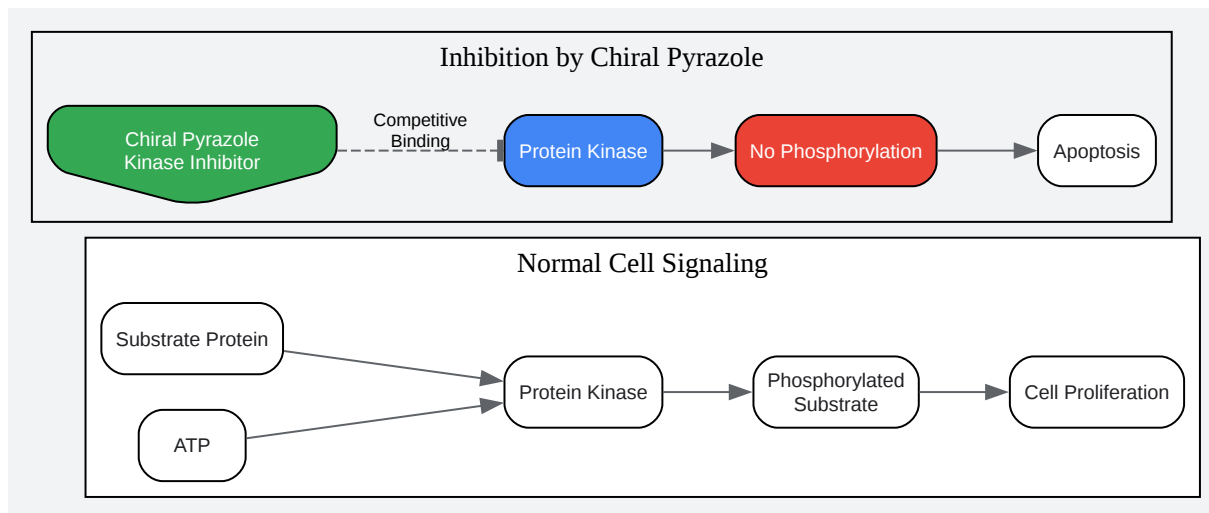 Inhibition by Chiral Pyrazole
Chiral Pyrazole
Kinase Inhibitor
Competitive
Binding
Protein Kinase
No Phosphorylation
Apoptosis
Normal Cell Signaling
Substrate Protein
ATP
Protein Kinase
Phosphorylated
Substrate
Cell Proliferation